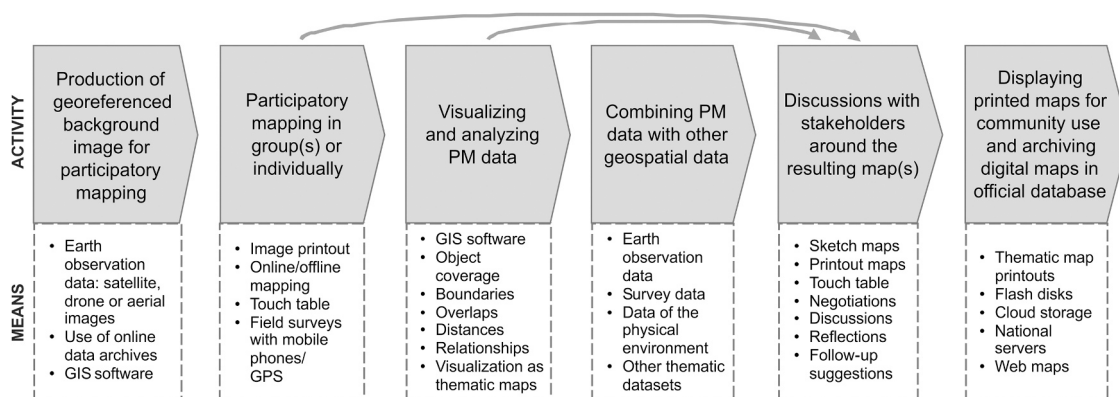 ACTIVITY
Production of
georeferenced
background
image for
participatory
mapping
Participatory
mapping in
group(s) or
individually
Visualizing
and analyzing
PM data
Combining PM
data with other
geospatial data
Discussions with
stakeholders
around the
resulting map(s)
Displaying
printed maps for
community use
and archiving
digital maps in
official database
MEANS
• Earth
observation
data: satellite,
drone or aerial
images
• Use of online
data archives
• GIS software
• Image printout
• Online/offline
mapping
• Touch table
• Field surveys
with mobile
phones/
GPS
• GIS software
• Object
coverage
• Boundaries
• Overlaps
• Distances
• Relationships
• Visualization as
thematic maps
• Earth
observation
data
• Survey data
• Data of the
physical
environment
• Other thematic
datasets
• Sketch maps
• Printout maps
• Touch table
• Negotiations
• Discussions
• Reflections
• Follow-up
suggestions
• Thematic map
printouts
• Flash disks
• Cloud storage
• National
servers
• Web maps